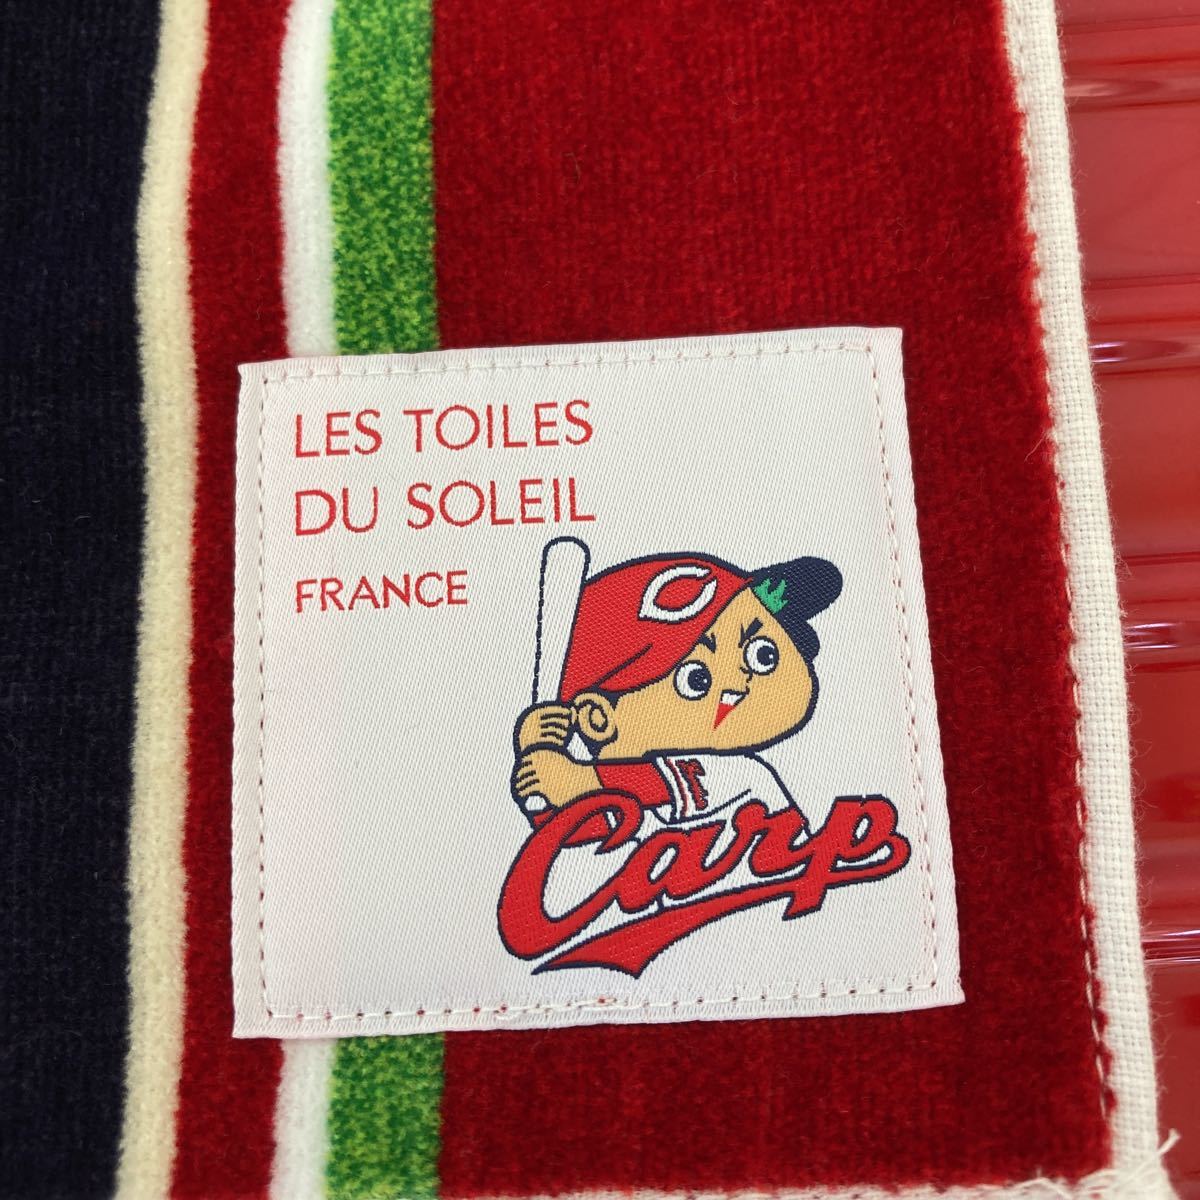 LES TOILES
DU SOLEIL
FRANCE
C
Carp